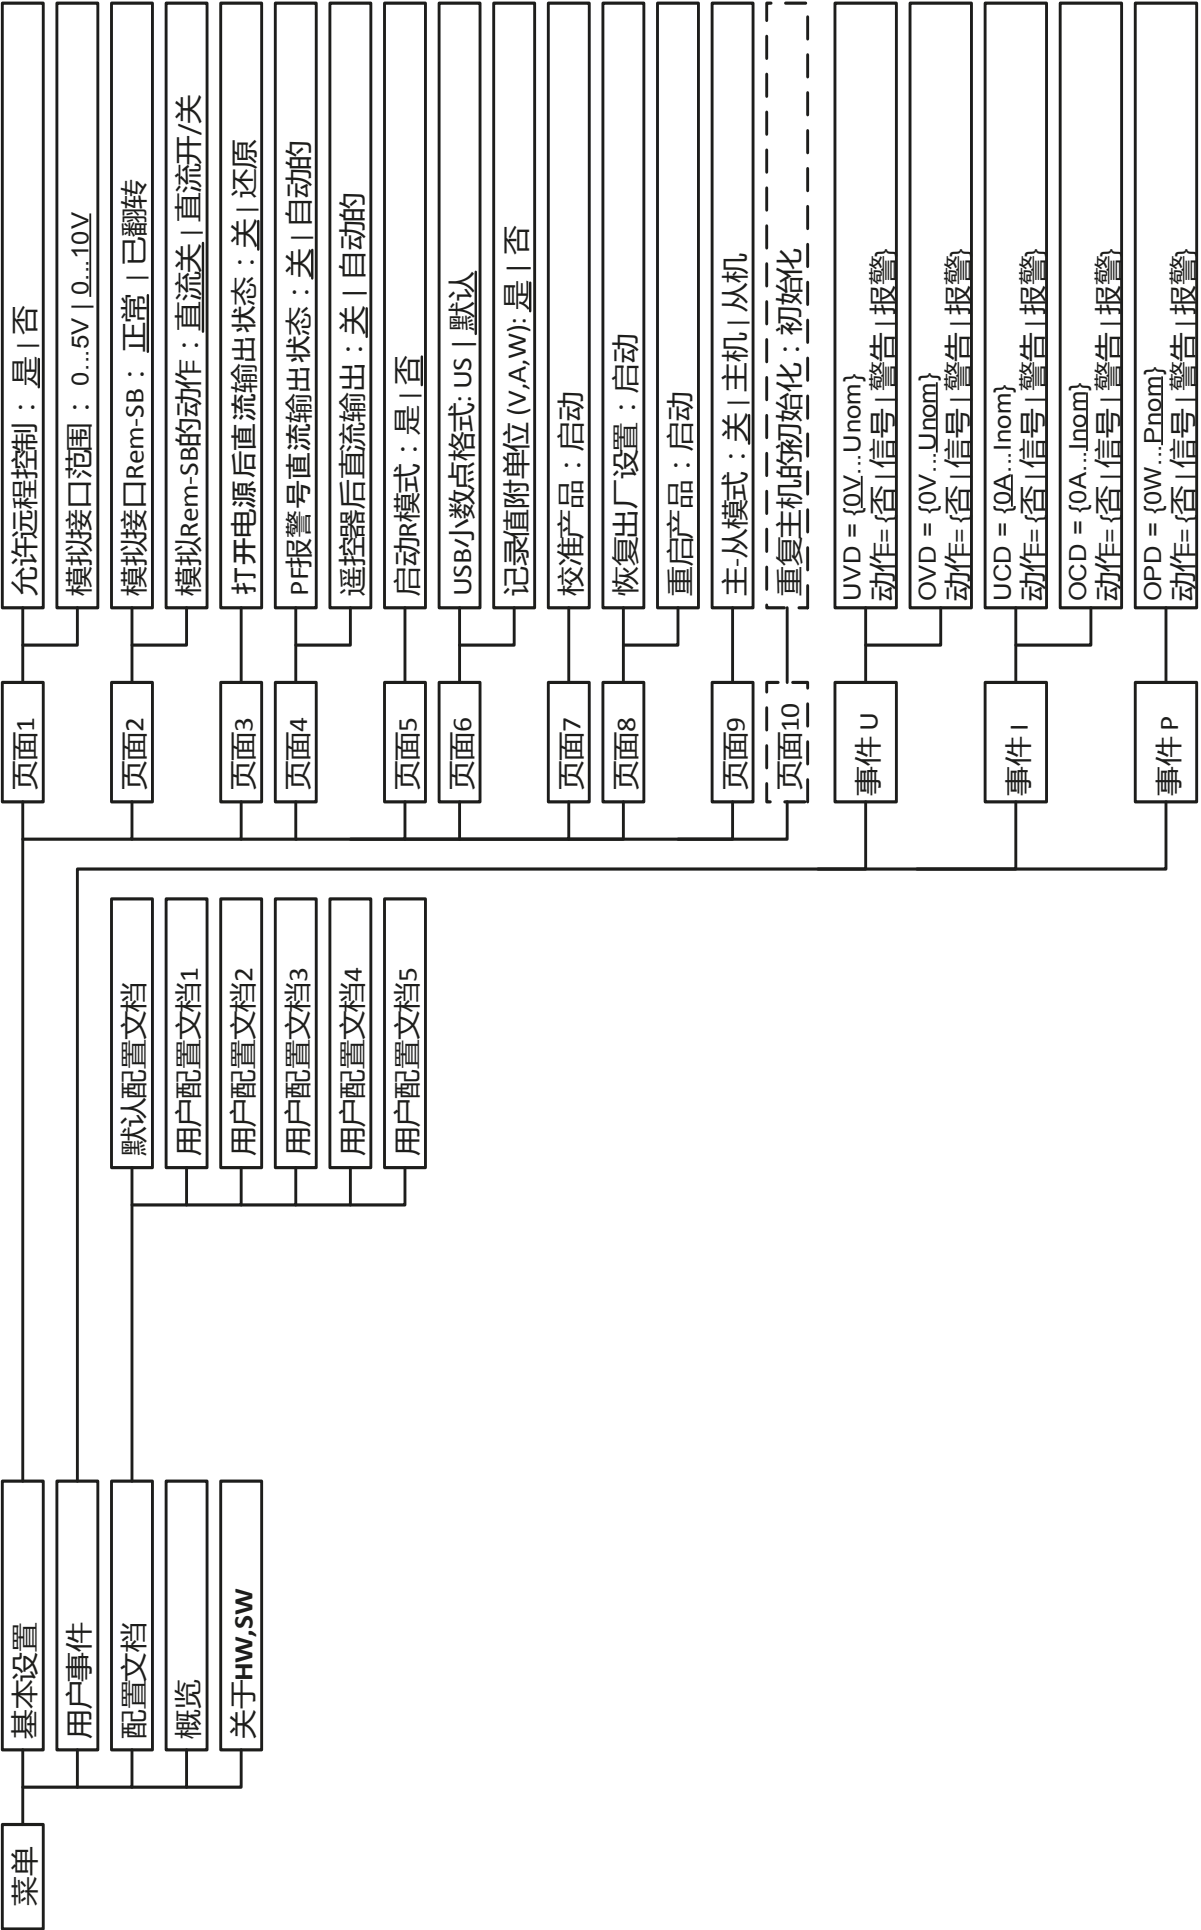 菜单
基本设置
用户事件
配置文档
概览
关于HW,SW
默认配置文档
用户配置文档1
用户配置文档2
用户配置文档3
用户配置文档4
用户配置文档5
页面1
允许远程控制：是 | 否
模拟接口范围：0...5V | 0...10V
页面2
模拟接口Rem-SB：正常 | 已翻转
模拟Rem-SB的动作：直流关 | 直流开/关
页面3
打开电源后直流输出状态：关 | 还原
页面4
PF报警号直流输出状态：关 | 自动的
遥控器后直流输出：关 | 自动的
页面5
启动R模式：是 | 否
页面6
USB小数点格式: US | 默认
记录值附单位 (V,A,W): 是 | 否
页面7
校准产品：启动
页面8
恢复出厂设置：启动
重启产品：启动
页面9
主-从模式：关 | 主机 | 从机
页面10
重复主机的初始化：初始化
事件 U
UVD = {0V...Unom}
动作= {否 | 信号 | 警告 | 报警}
OVD = {0V...Unom}
动作= {否 | 信号 | 警告 | 报警}
事件 I
UCD = {0A...Inom}
动作= {否 | 信号 | 警告 | 报警}
OCD = {0A...Inom}
动作= {否 | 信号 | 警告 | 报警}
事件 P
OPD = {0W...Pnom}
动作= {否 | 信号 | 警告 | 报警}